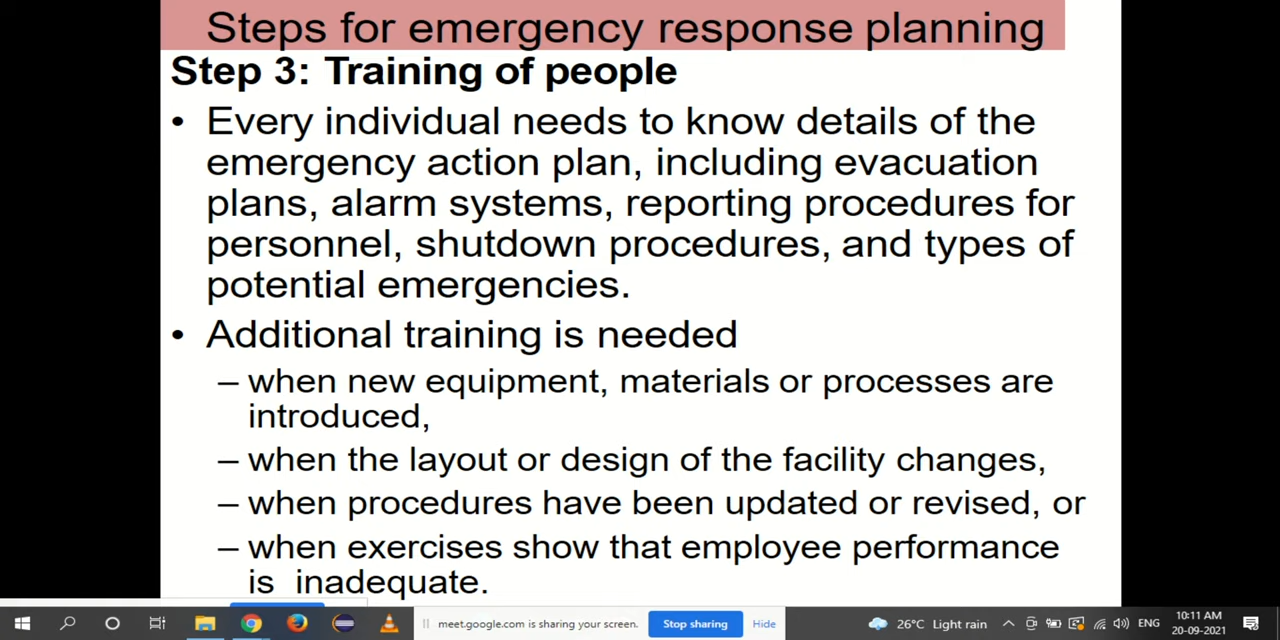 Steps for emergency response planning
Step 3: Training of people
• Every individual needs to know details of the
emergency action plan, including evacuation
plans, alarm systems, reporting procedures for
personnel, shutdown procedures, and types of
potential emergencies.
• Additional training is needed
– when new equipment, materials or processes are
introduced,
– when the layout or design of the facility changes,
– when procedures have been updated or revised, or
– when exercises show that employee performance
is inadequate.
meet.google.com is sharing your screen. Stop sharing Hide
26°C Light rain ENG
10:11 AM
20-09-2021